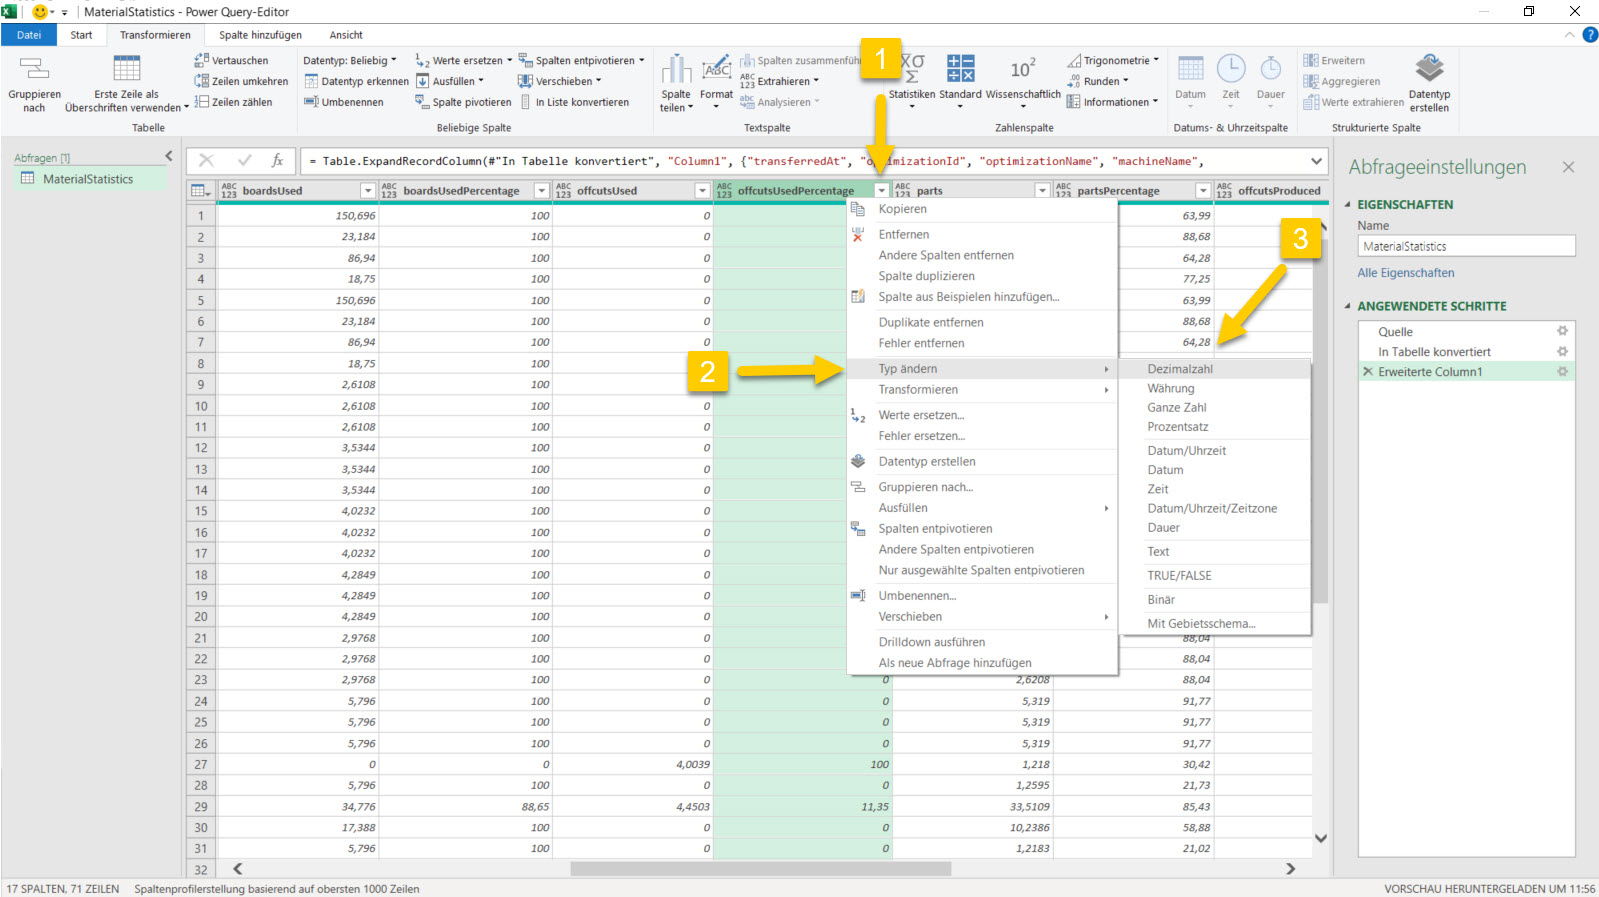 MaterialStatistics - Power Query-Editor
Datei Start Transformieren Spalte hinzufügen Ansicht
Gruppieren nach
Erste Zeile als Überschriften verwenden
Vertauschen
Zeilen umkehren
Zeilen zählen
Tabelle
Datentyp: Beliebig
Datentyp erkennen
Umbenennen
Werte ersetzen
Ausfüllen
Spalte pivotieren
Spalten entpivotieren
Verschieben
In Liste konvertieren
Beliebige Spalte
Spalte teilen
Format
Spalten zusammenfüh
Extrahieren
Analysieren
Textspalte
1
Statistiken
Standard
Wissenschaftlich
10²
Trigonometrie
Runden
Informationen
Zahlenspalte
Datum
Zeit
Dauer
Datums- & Uhrzeitspalte
Erweitern
Aggregieren
Werte extrahieren
Datentyp erstellen
Strukturierte Spalte
Abfragen [1]
MaterialStatistics
fx
= Table.ExpandRecordColumn(#"In Tabelle konvertiert", "Column1", {"transferredAt", "optimizationId", "optimizationName", "machineName",
ABC 123 boardsUsed ABC 123 boardsUsedPercentage ABC 123 offcutsUsed ABC 123 offcutsUsedPercentage ABC 123 parts ABC 123 partsPercentage ABC 123 offcutsProduced
1 150,696 100 0 63,99
2 23,184 100 0 88,68
3 86,94 100 0 64,28
4 18,75 100 0 77,25
5 150,696 100 0 63,99
6 23,184 100 0 88,68
7 86,94 100 0 64,28
8 18,75 100 0
9 2,6108 100 0
10 2,6108 100 0
11 2,6108 100 0
12 3,5344 100 0
13 3,5344 100 0
14 3,5344 100 0
15 4,0232 100 0
16 4,0232 100 0
17 4,0232 100 0
18 4,2849 100 0
19 4,2849 100 0
20 4,2849 100 0
21 2,9768 100 0 88,04
22 2,9768 100 0 88,04
23 2,9768 100 0 0 2,6208 88,04
24 5,796 100 0 0 5,319 91,77
25 5,796 100 0 0 5,319 91,77
26 5,796 100 0 0 5,319 91,77
27 0 0 4,0039 100 1,218 30,42
28 5,796 100 0 0 1,2595 21,73
29 34,776 88,65 4,4503 11,35 33,5109 85,43
30 17,388 100 0 0 10,2386 58,88
31 5,796 100 0 0 1,2183 21,02
32
Kopieren
Entfernen
Andere Spalten entfernen
Spalte duplizieren
Spalte aus Beispielen hinzufügen...
Duplikate entfernen
Fehler entfernen
2
Typ ändern
Transformieren
Werte ersetzen...
Fehler ersetzen...
Datentyp erstellen
Gruppieren nach...
Ausfüllen
Spalten entpivotieren
Andere Spalten entpivotieren
Nur ausgewählte Spalten entpivotieren
Umbenennen...
Verschieben
Drilldown ausführen
Als neue Abfrage hinzufügen
3
Dezimalzahl
Währung
Ganze Zahl
Prozentsatz
Datum/Uhrzeit
Datum
Zeit
Datum/Uhrzeit/Zeitzone
Dauer
Text
TRUE/FALSE
Binär
Mit Gebietsschema...
Abfrageeinstellungen
EIGENSCHAFTEN
Name
MaterialStatistics
Alle Eigenschaften
ANGEWENDETE SCHRITTE
Quelle
In Tabelle konvertiert
Erweiterte Column1
17 SPALTEN, 71 ZEILEN Spaltenprofilerstellung basierend auf obersten 1000 Zeilen
VORSCHAU HERUNTERGELADEN UM 11:56